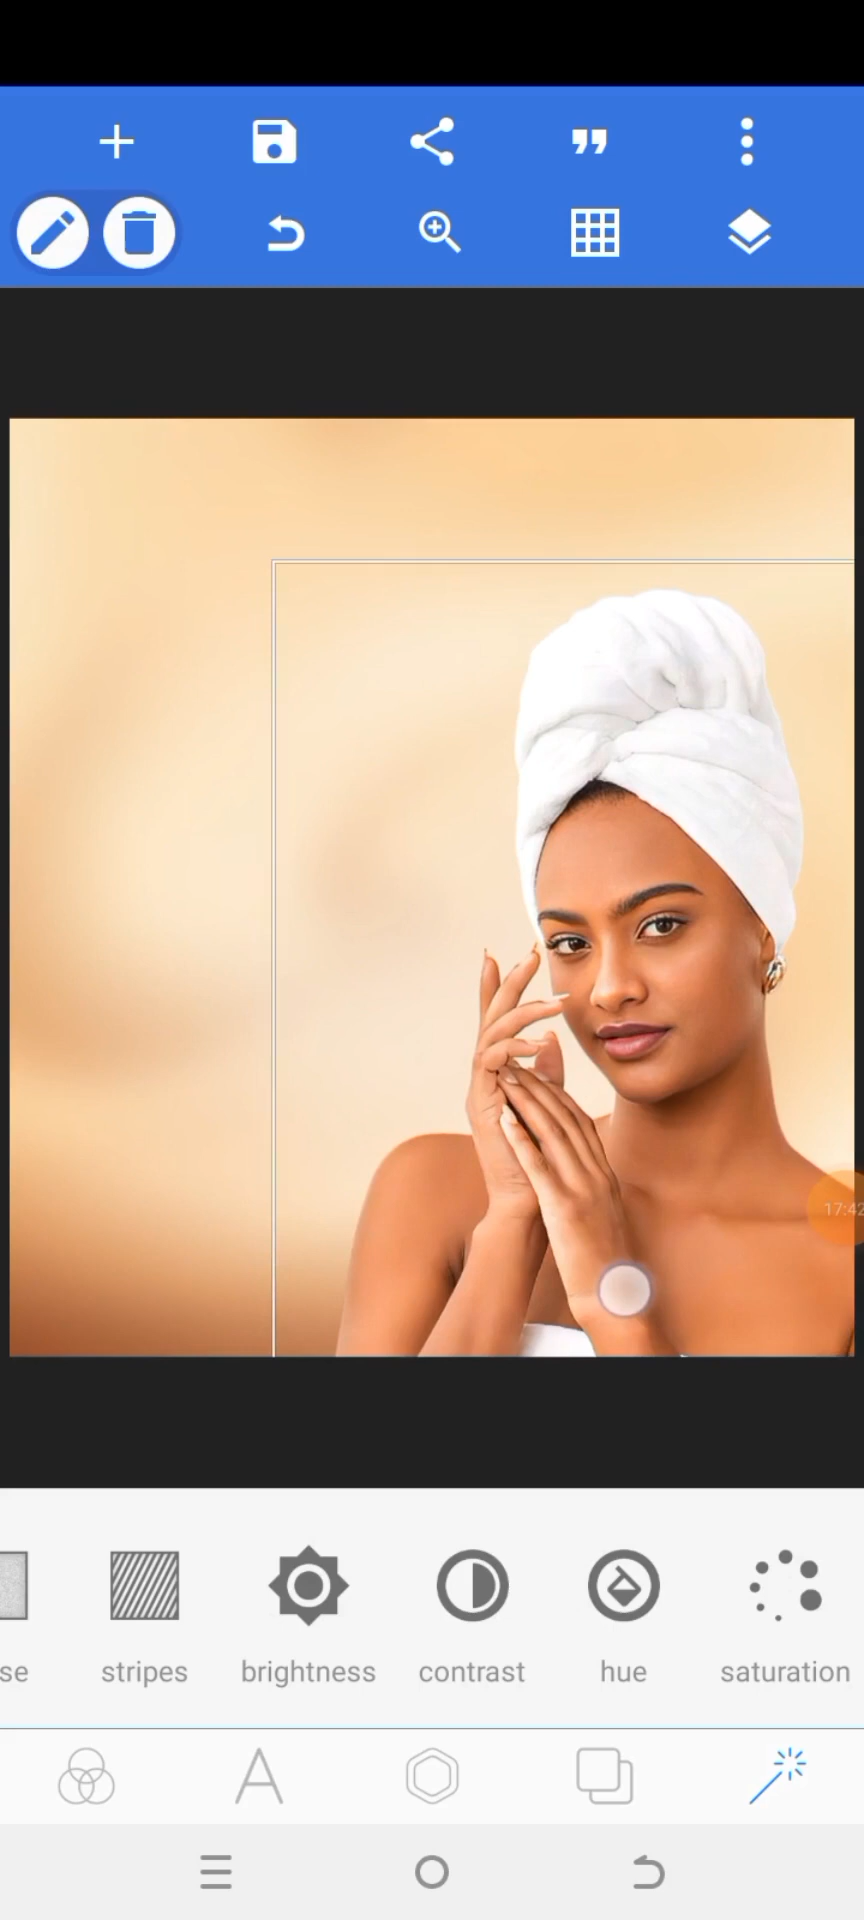 17:42
se
stripes
brightness
contrast
hue
saturation